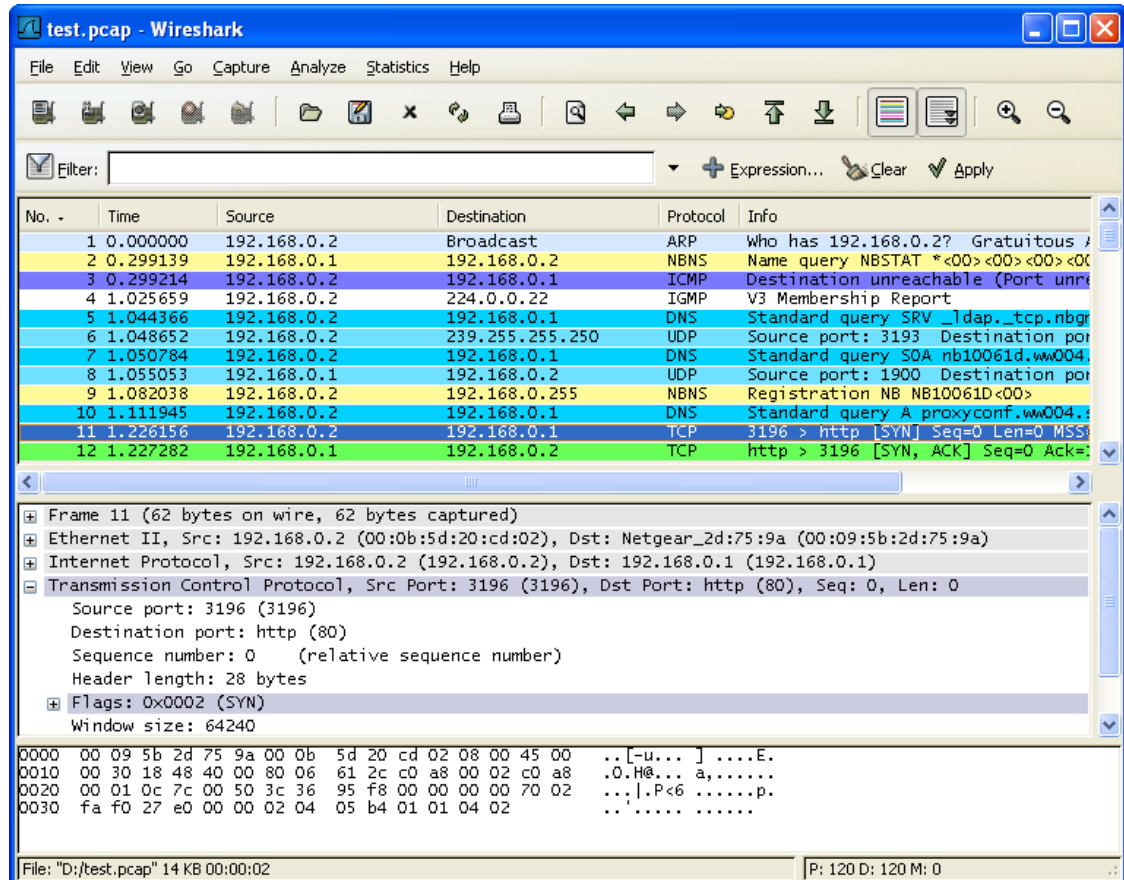 test.pcap - Wireshark
File Edit View Go Capture Analyze Statistics Help
Filter: Expression... Clear Apply
No. Time Source Destination Protocol Info
1 0.000000 192.168.0.2 Broadcast ARP Who has 192.168.0.2? Gratuitous
2 0.299139 192.168.0.1 192.168.0.2 NBNS Name query NBSTAT *<00><00><00><00
3 0.299214 192.168.0.2 192.168.0.1 ICMP Destination unreachable (Port unre
4 1.025659 192.168.0.2 224.0.0.22 IGMP V3 Membership Report
5 1.044366 192.168.0.2 192.168.0.1 DNS Standard query SRV _ldap._tcp.nbgr
6 1.048652 192.168.0.2 239.255.255.250 UDP Source port: 3193 Destination por
7 1.050784 192.168.0.2 192.168.0.1 DNS Standard query SOA nb10061d.ww004.
8 1.055053 192.168.0.1 192.168.0.2 UDP Source port: 1900 Destination por
9 1.082038 192.168.0.2 192.168.0.255 NBNS Registration NB NB10061D<00>
10 1.111945 192.168.0.2 192.168.0.1 DNS Standard query A proxyconf.ww004.s
11 1.226156 192.168.0.2 192.168.0.1 TCP 3196 > http [SYN] Seq=0 Len=0 MSS
12 1.227282 192.168.0.1 192.168.0.2 TCP http > 3196 [SYN, ACK] Seq=0 Ack=1
Frame 11 (62 bytes on wire, 62 bytes captured)
Ethernet II, Src: 192.168.0.2 (00:0b:5d:20:cd:02), Dst: Netgear_2d:75:9a (00:09:5b:2d:75:9a)
Internet Protocol, Src: 192.168.0.2 (192.168.0.2), Dst: 192.168.0.1 (192.168.0.1)
Transmission Control Protocol, Src Port: 3196 (3196), Dst Port: http (80), Seq: 0, Len: 0
Source port: 3196 (3196)
Destination port: http (80)
Sequence number: 0 (relative sequence number)
Header length: 28 bytes
Flags: 0x0002 (SYN)
Window size: 64240
0000 00 09 5b 2d 75 9a 00 0b 5d 20 cd 02 08 00 45 00 ..[-u... ] ....E.
0010 00 30 18 48 40 00 80 06 61 2c c0 a8 00 02 c0 a8 .0.H@... a,......
0020 00 01 0c 7c 00 50 3c 36 95 f8 00 00 00 00 70 02 ...|.P<6 ......p.
0030 fa f0 27 e0 00 00 02 04 05 b4 01 01 04 02 ..'..... ......
File: "D:/test.pcap" 14 KB 00:00:02 P: 120 D: 120 M: 0